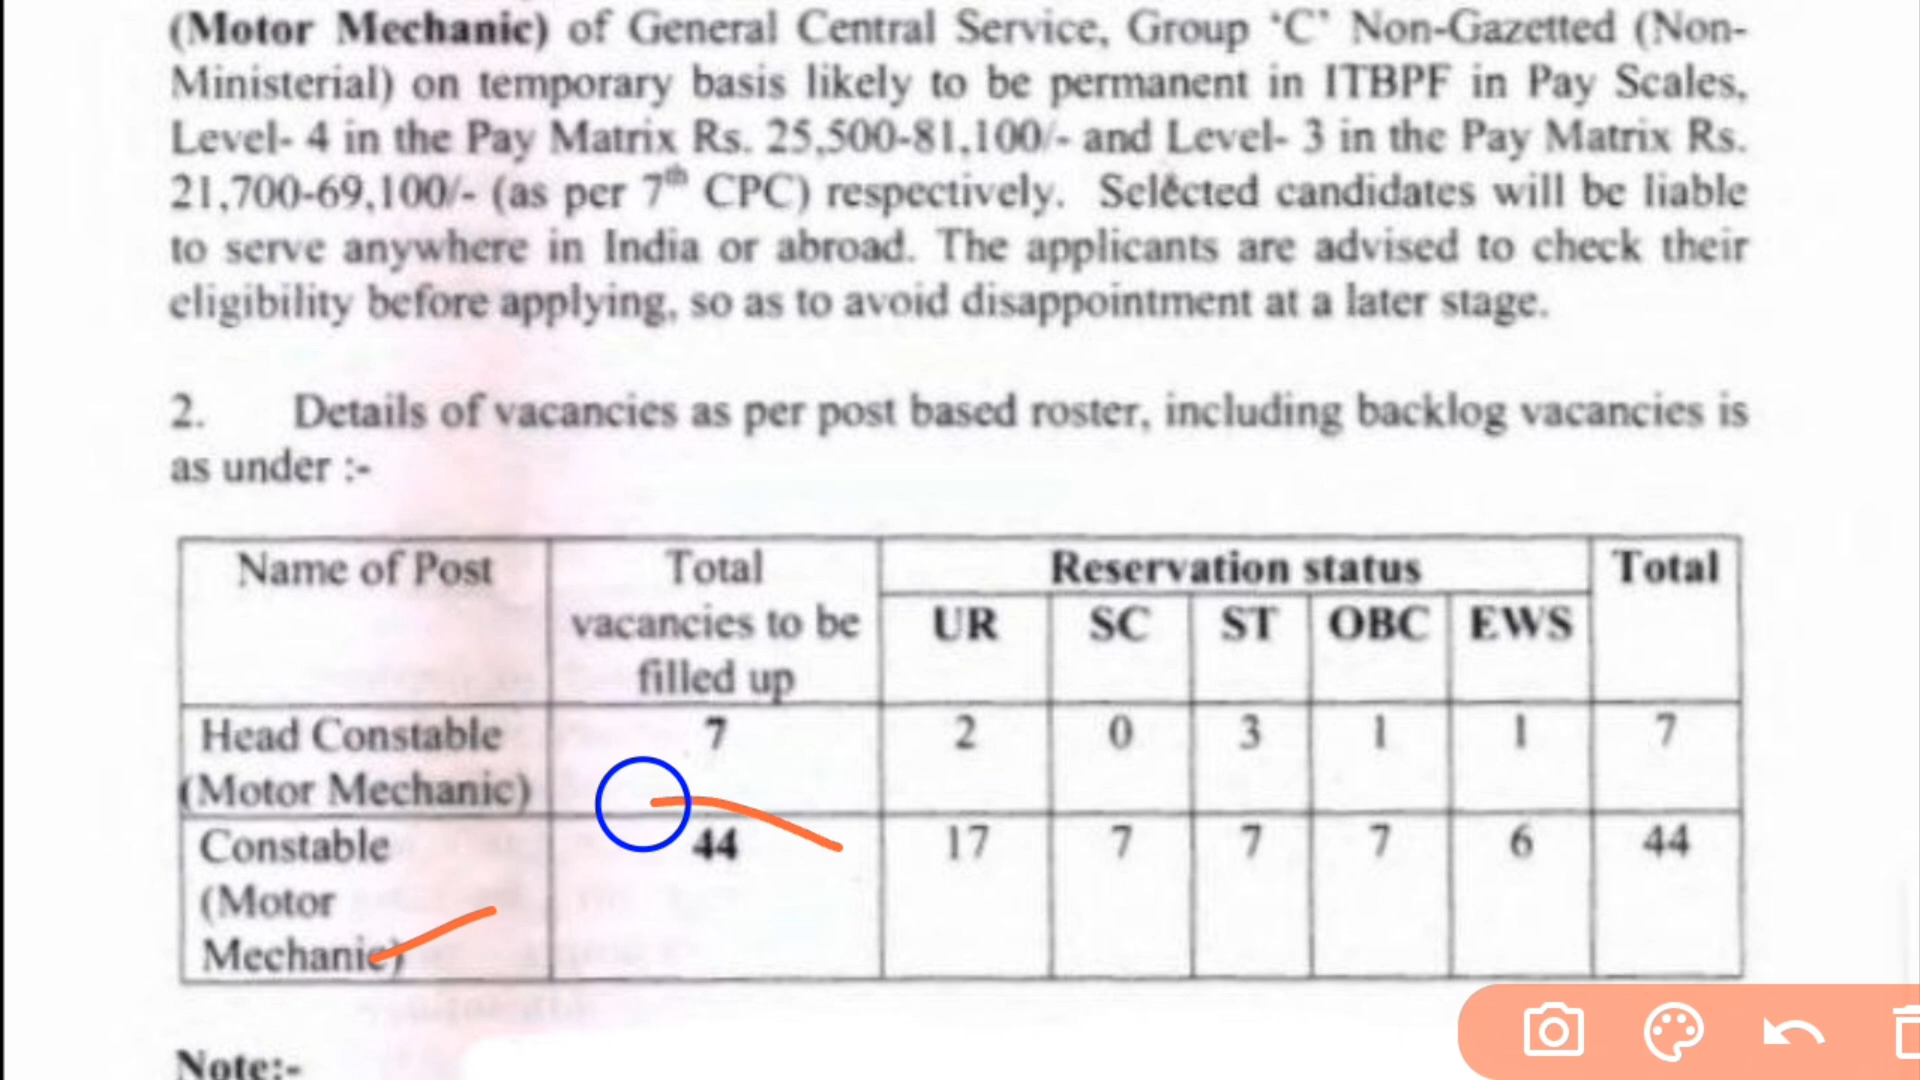 (Motor Mechanic) of General Central Service, Group 'C' Non-Gazetted (Non-
Ministerial) on temporary basis likely to be permanent in ITBPF in Pay Scales,
Level- 4 in the Pay Matrix Rs. 25,500-81,100/- and Level- 3 in the Pay Matrix Rs.
21,700-69,100/- (as per 7th CPC) respectively. Selected candidates will be liable
to serve anywhere in India or abroad. The applicants are advised to check their
eligibility before applying, so as to avoid disappointment at a later stage.
2. Details of vacancies as per post based roster, including backlog vacancies is
as under :-
Name of Post Total vacancies to be filled up Reservation status Total
UR SC ST OBC EWS
Head Constable (Motor Mechanic) 7 2 0 3 1 1 7
Constable (Motor Mechanic) 44 17 7 7 7 6 44
Note:-